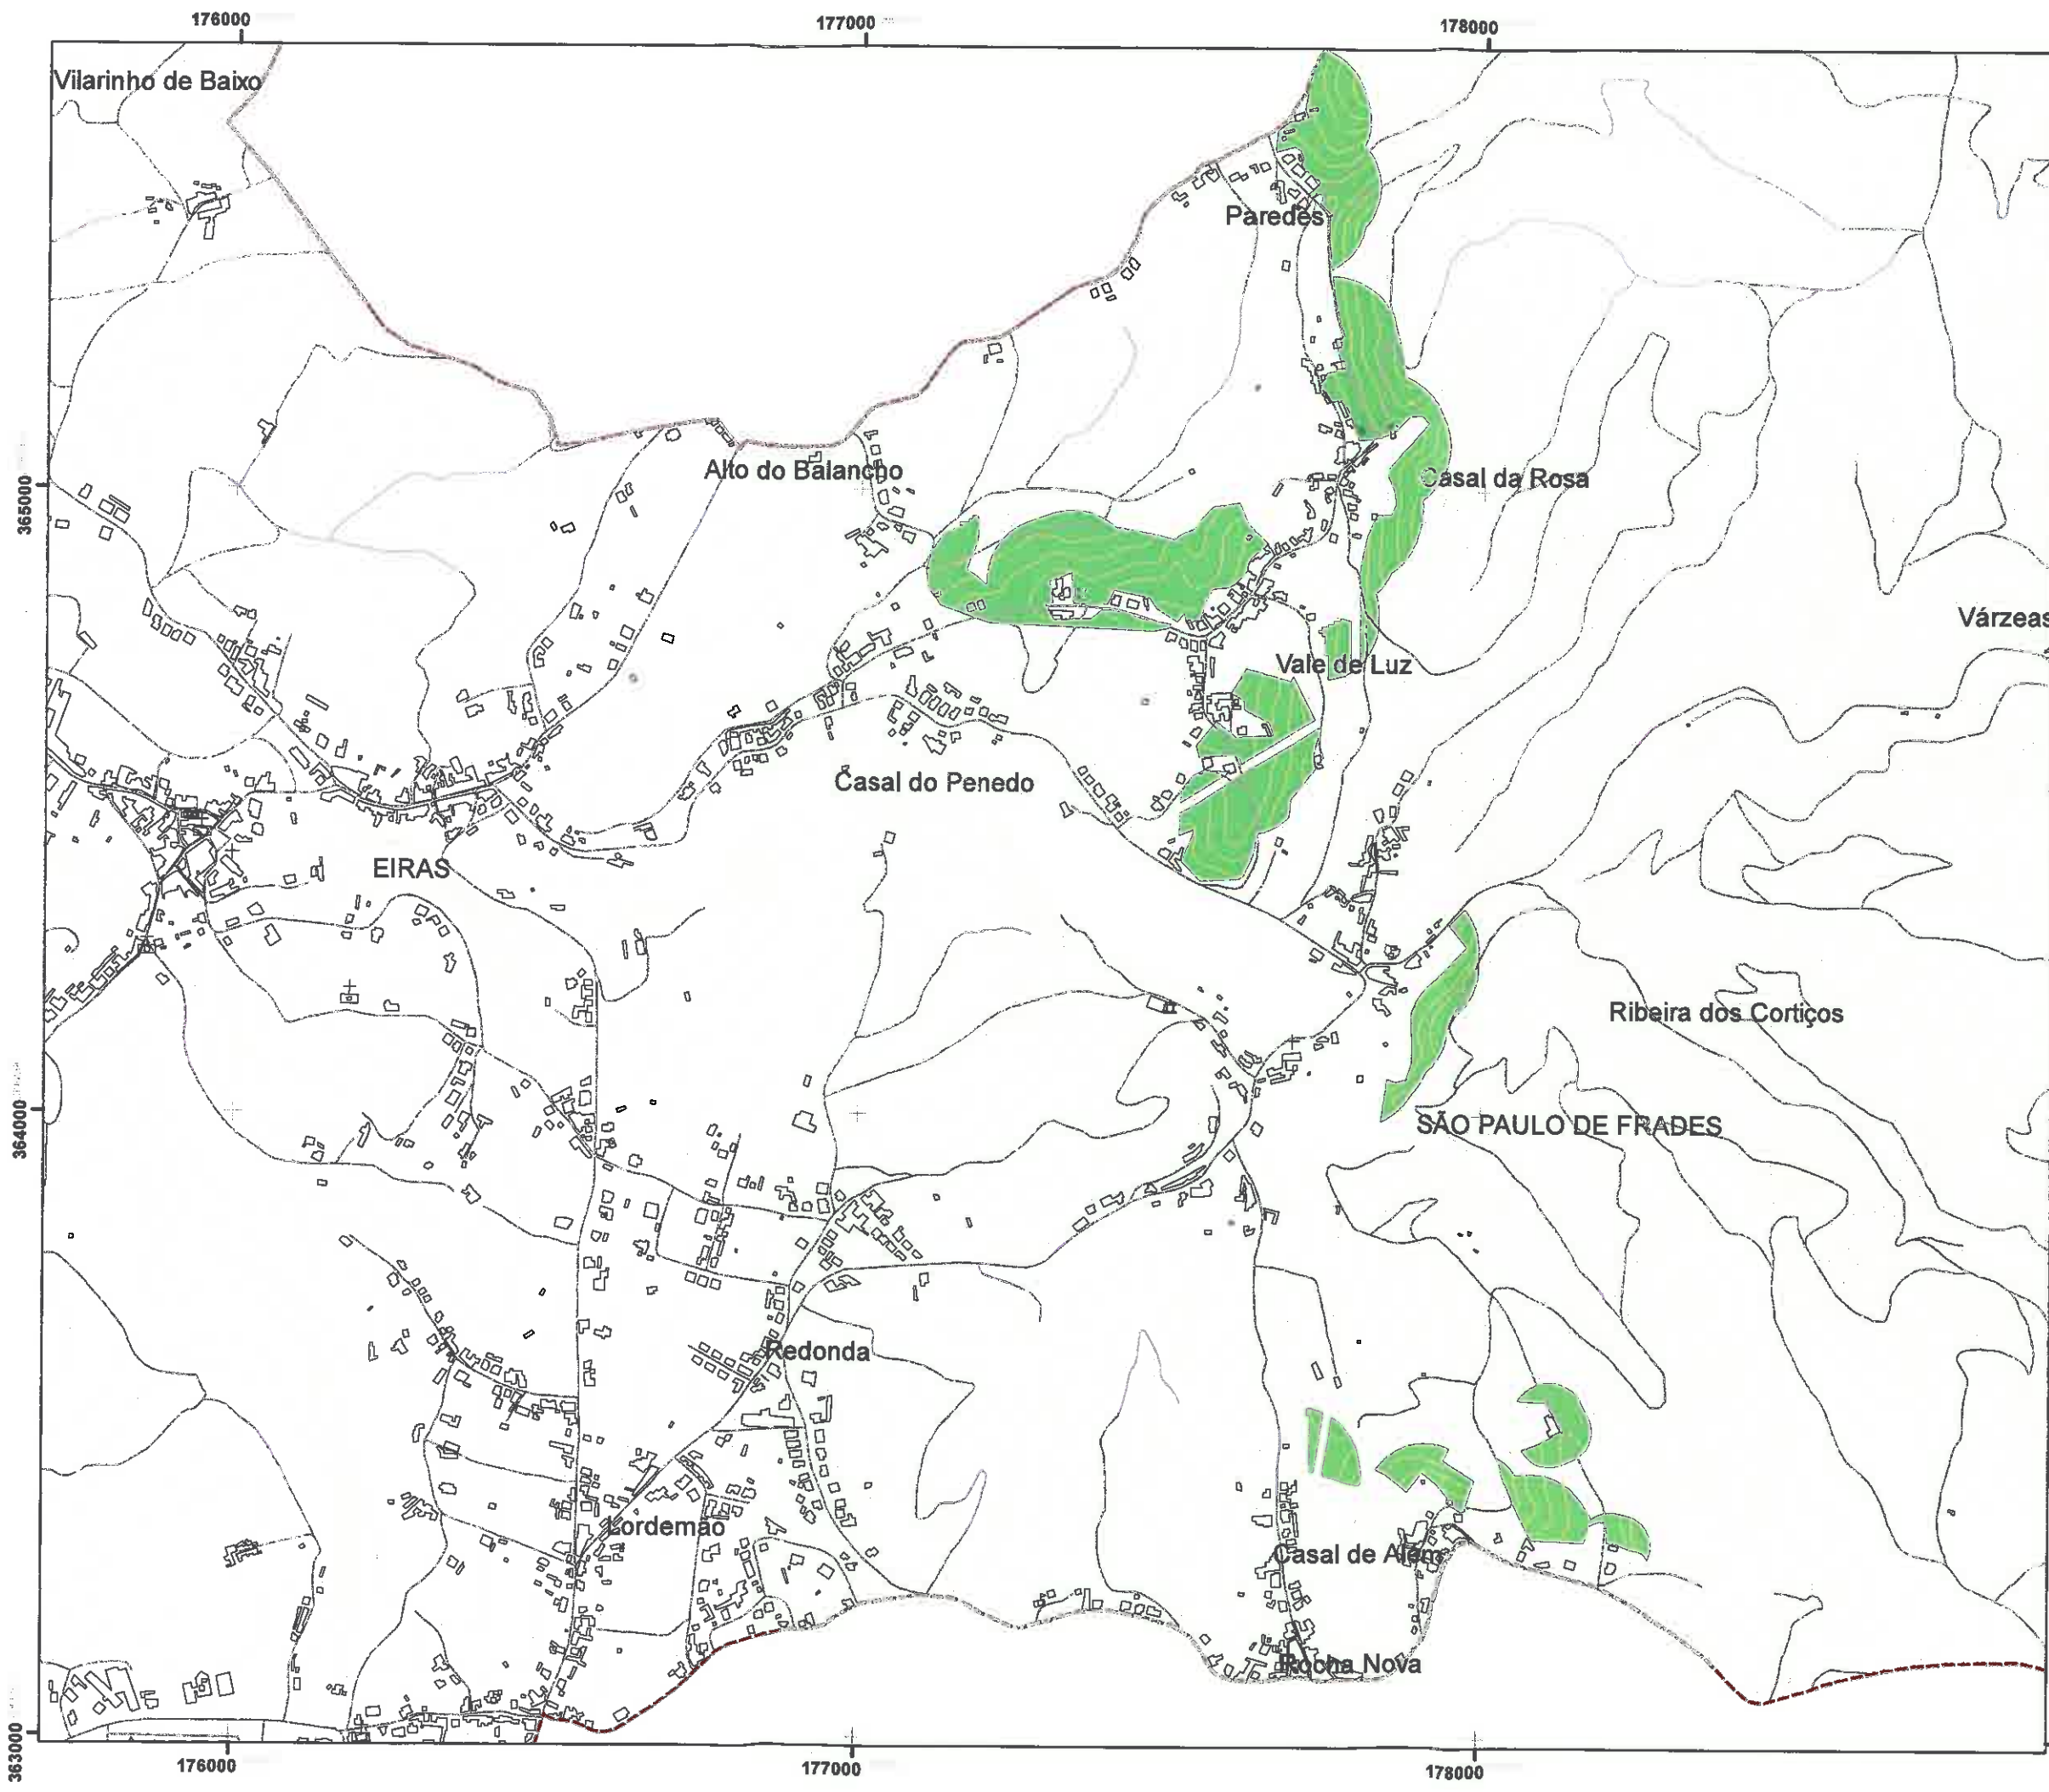 176000
177000
178000
Vilarinho de Baixo
Paredes
Alto do Balancho
Casal da Rosa
365000
Várzeas
Vale de Luz
Casal do Penedo
EIRAS
Ribeira dos Cortiços
364000
SÃO PAULO DE FRADES
Redonda
Lordemão
Casal de Além
Rocha Nova
363000
176000
177000
178000